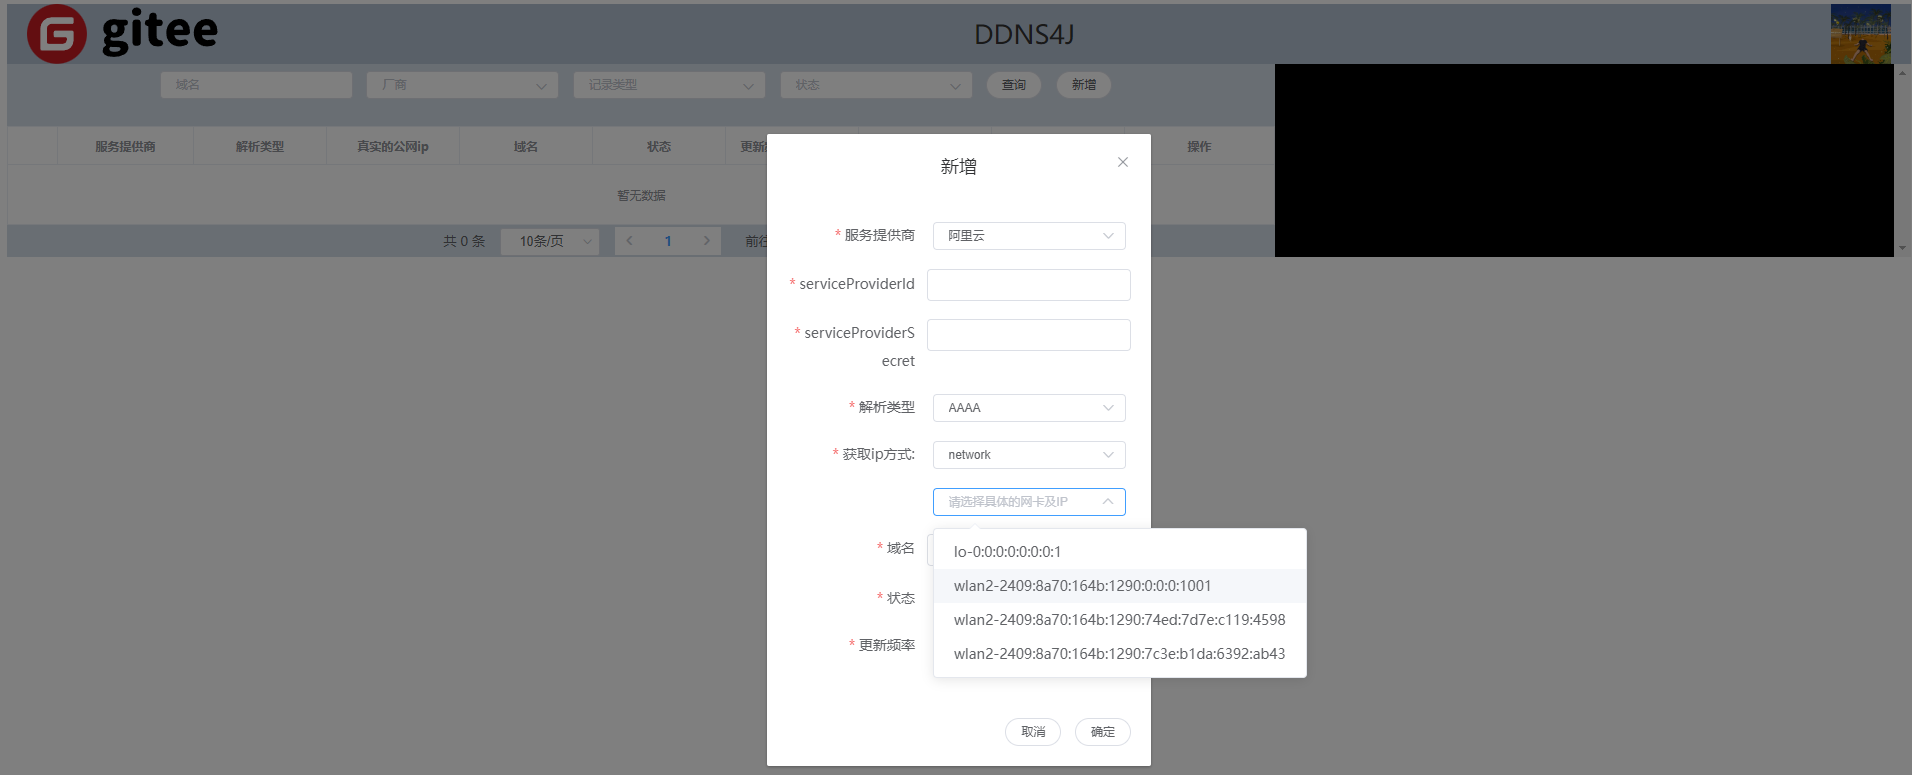 gitee
DDNS4J
域名
厂商
记录类型
状态
查询
新增
服务提供商
解析类型
真实的公网ip
域名
状态
更新
操作
暂无数据
共 0 条
10条/页
1
前往
新增
* 服务提供商
阿里云
* serviceProviderId
* serviceProviderS
ecret
* 解析类型
AAAA
* 获取ip方式:
network
请选择具体的网卡及IP
lo-0:0:0:0:0:0:0:1
* 域名
wlan2-2409:8a70:164b:1290:0:0:0:1001
* 状态
wlan2-2409:8a70:164b:1290:74ed:7d7e:c119:4598
* 更新频率
wlan2-2409:8a70:164b:1290:7c3e:b1da:6392:ab43
取消
确定